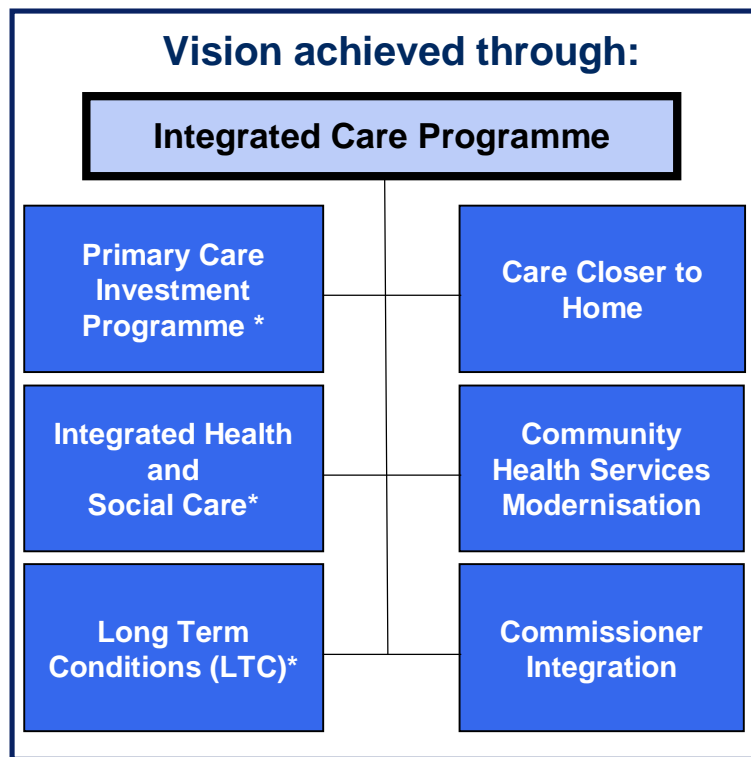 Vision achieved through:
Integrated Care Programme
Primary Care
Investment
Programme *
Care Closer to
Home
Integrated Health
and
Social Care*
Community
Health Services
Modernisation
Long Term
Conditions (LTC)*
Commissioner
Integration